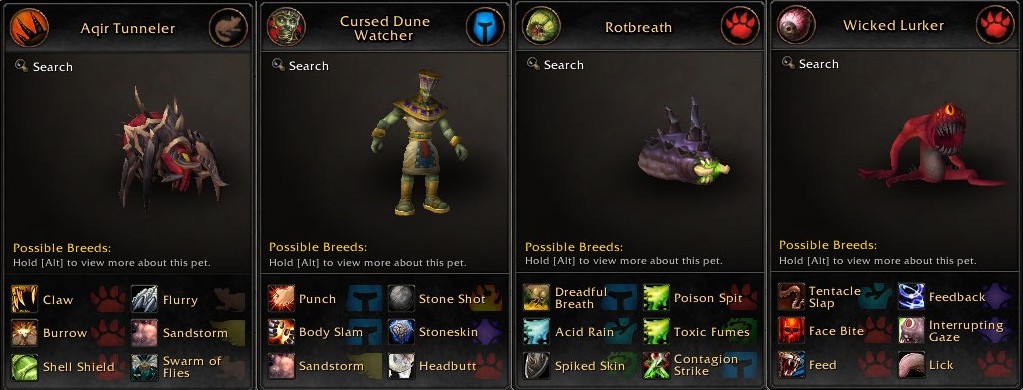 Aqir Tunneler
Search
Possible Breeds:
Hold [Alt] to view more about this pet.
Claw
Flurry
Burrow
Sandstorm
Shell Shield
Swarm of
Flies
Cursed Dune
Watcher
Search
Possible Breeds:
Hold [Alt] to view more about this pet.
Punch
Stone Shot
Body Slam
Stoneskin
Sandstorm
Headbutt
Rotbreath
Search
Possible Breeds:
Hold [Alt] to view more about this pet.
Dreadful
Breath
Poison Spit
Acid Rain
Toxic Fumes
Spiked Skin
Contagion
Strike
Wicked Lurker
Search
Possible Breeds:
Hold [Alt] to view more about this pet.
Tentacle
Slap
Feedback
Face Bite
Interrupting
Gaze
Feed
Lick